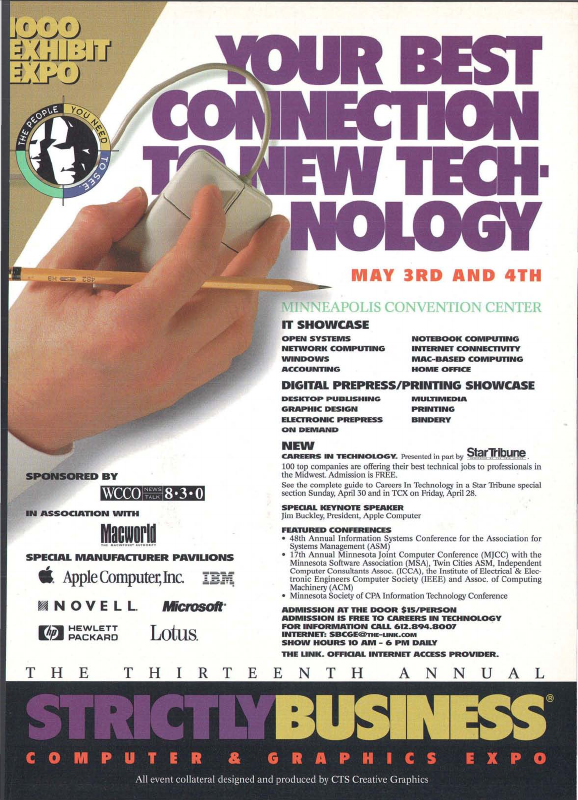 1000
EXHIBIT
EXPO
THE PEOPLE YOU NEED TO SEE.
YOUR BEST
CONNECTION
TO NEW TECH-
NOLOGY
MAY 3RD AND 4TH
MINNEAPOLIS CONVENTION CENTER
IT SHOWCASE
OPEN SYSTEMS
NETWORK COMPUTING
WINDOWS
ACCOUNTING
NOTEBOOK COMPUTING
INTERNET CONNECTIVITY
MAC-BASED COMPUTING
HOME OFFICE
DIGITAL PREPRESS/PRINTING SHOWCASE
DESKTOP PUBLISHING
GRAPHIC DESIGN
ELECTRONIC PREPRESS
ON DEMAND
MULTIMEDIA
PRINTING
BINDERY
NEW
CAREERS IN TECHNOLOGY. Presented in part by StarTribune
100 top companies are offering their best technical jobs to professionals in
the Midwest. Admission is FREE.
See the complete guide to Careers In Technology in a Star Tribune special
section Sunday, April 30 and in TCX on Friday, April 28.
SPECIAL KEYNOTE SPEAKER
Jim Buckley, President, Apple Computer
FEATURED CONFERENCES
• 48th Annual Information Systems Conference for the Association for
Systems Management (ASM)
• 17th Annual Minnesota Joint Computer Conference (MJCC) with the
Minnesota Software Association (MSA), Twin Cities ASM, Independent
Computer Consultants Assoc. (ICCA), the Institute of Electrical & Elec-
tronic Engineers Computer Society (IEEE) and Assoc. of Computing
Machinery (ACM)
• Minnesota Society of CPA Information Technology Conference
ADMISSION AT THE DOOR $15/PERSON
ADMISSION IS FREE TO CAREERS IN TECHNOLOGY
FOR INFORMATION CALL 612.894.8007
INTERNET: SBCGE@THE-LINK.COM
SHOW HOURS 10 AM - 6 PM DAILY
THE LINK. OFFICIAL INTERNET ACCESS PROVIDER.
SPONSORED BY
WCCO NEWS TALK 8•3•0
IN ASSOCIATION WITH
Macworld
SPECIAL MANUFACTURER PAVILIONS
Apple Computer, Inc. IBM
NOVELL Microsoft
hp HEWLETT
PACKARD
Lotus
THE THIRTEENTH ANNUAL
STRICTLYBUSINESS®
COMPUTER & GRAPHICS EXPO
All event collateral designed and produced by CTS Creative Graphics